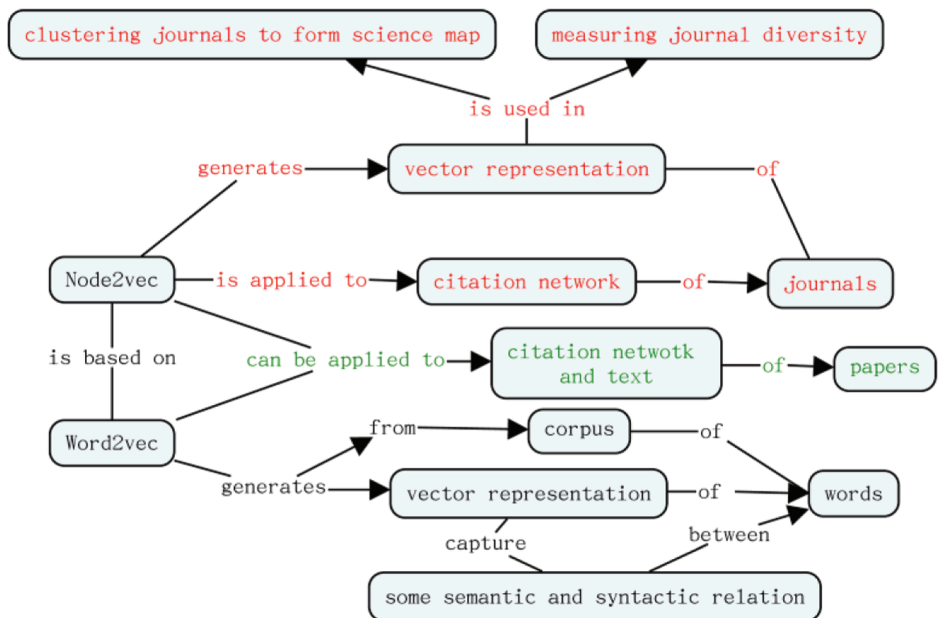 clustering journals to form science map
measuring journal diversity
is used in
generates
vector representation
of
Node2vec
is applied to
citation network
of
journals
is based on
can be applied to
citation netwotk
and text
of
papers
Word2vec
from
corpus
of
generates
vector representation
of
words
capture
between
some semantic and syntactic relation